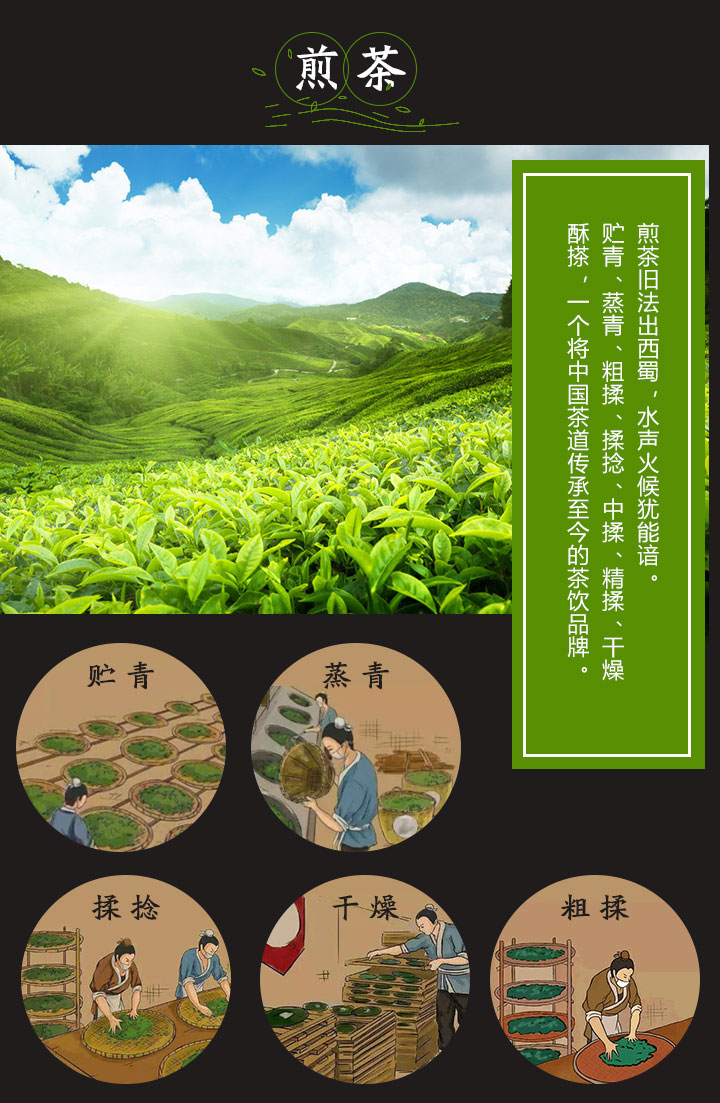 煎茶
煎茶旧法出西蜀，水声火候犹能谙。
贮青、蒸青、粗揉、揉捻、中揉、精揉、干燥
酥搽，一个将中国茶道传承至今的茶饮品牌。
贮青
蒸青
揉捻
干燥
粗揉